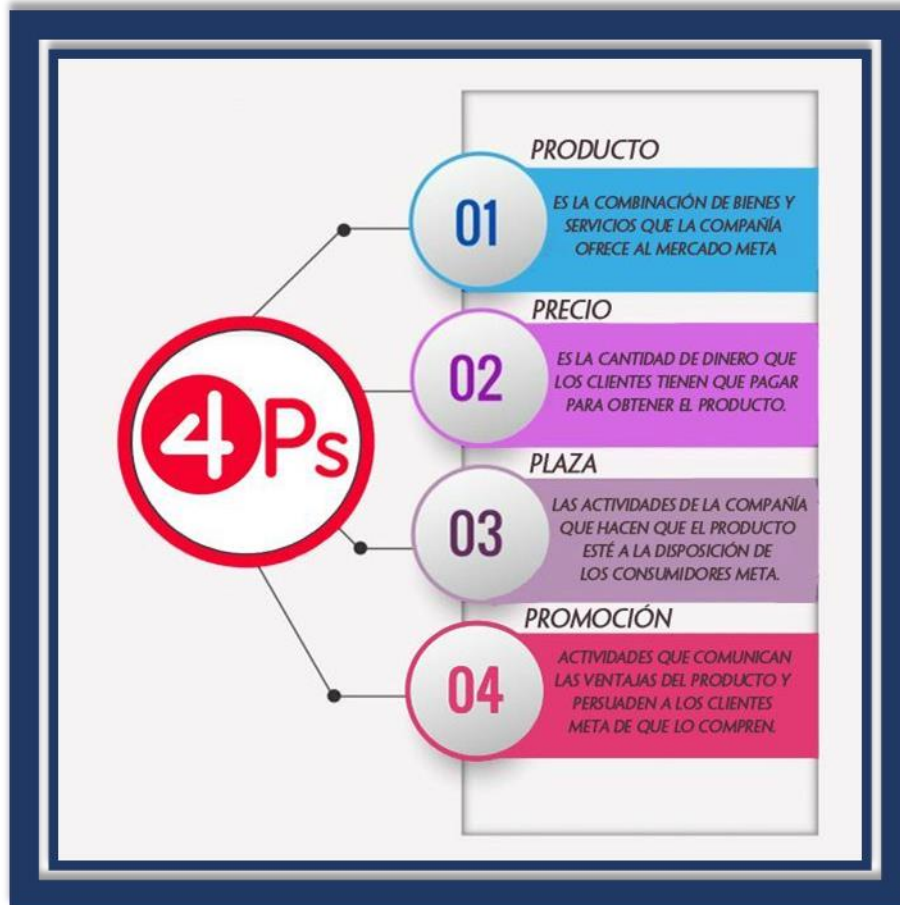 4Ps
PRODUCTO
01
ES LA COMBINACIÓN DE BIENES Y
SERVICIOS QUE LA COMPAÑÍA
OFRECE AL MERCADO META
PRECIO
02
ES LA CANTIDAD DE DINERO QUE
LOS CLIENTES TIENEN QUE PAGAR
PARA OBTENER EL PRODUCTO.
PLAZA
03
LAS ACTIVIDADES DE LA COMPAÑÍA
QUE HACEN QUE EL PRODUCTO
ESTÉ A LA DISPOSICIÓN DE
LOS CONSUMIDORES META.
PROMOCIÓN
04
ACTIVIDADES QUE COMUNICAN
LAS VENTAJAS DEL PRODUCTO Y
PERSUADEN A LOS CLIENTES
META DE QUE LO COMPREN.